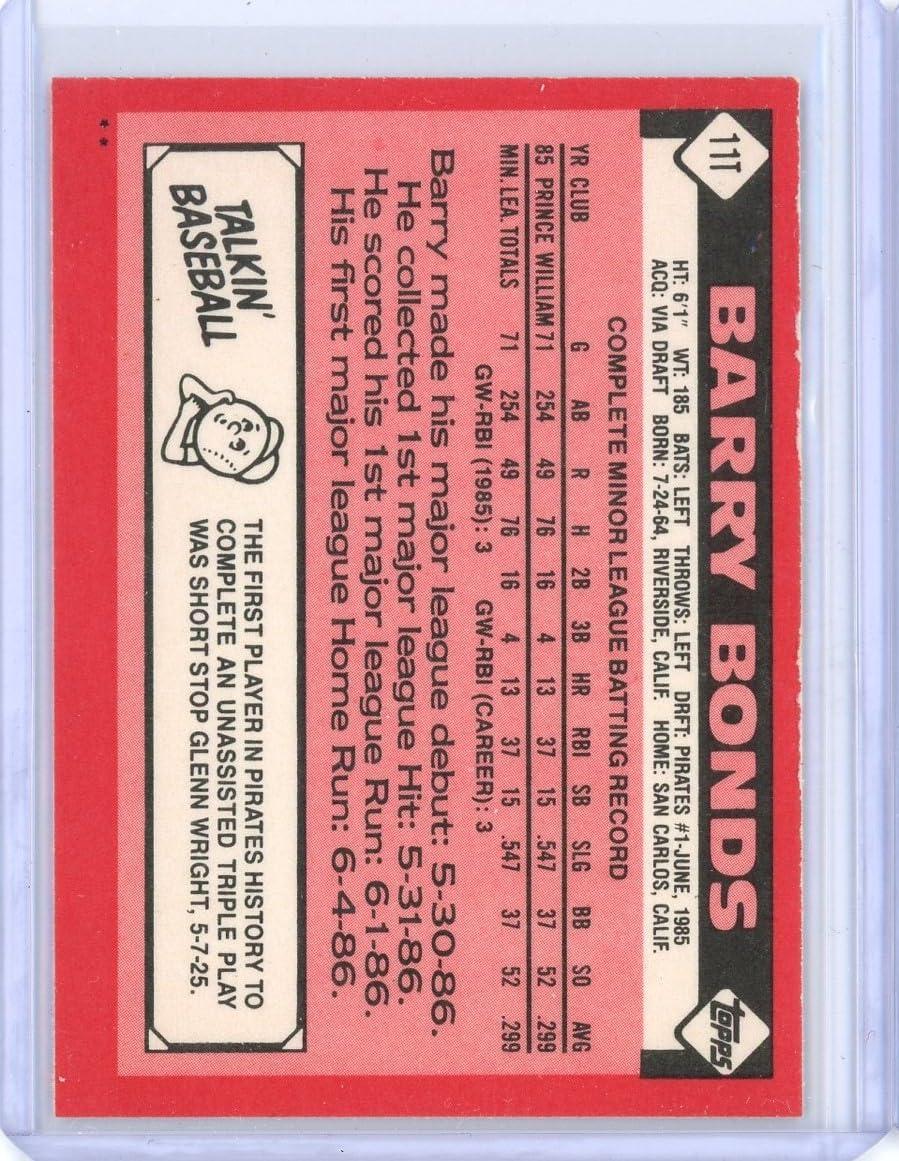 11T
BARRY BONDS
topps
HT: 6'1" WT: 185 BATS: LEFT THROWS: LEFT DRFT: PIRATES #1-JUNE, 1985
ACQ: VIA DRAFT BORN: 7-24-64, RIVERSIDE, CALIF. HOME: SAN CARLOS, CALIF.
COMPLETE MINOR LEAGUE BATTING RECORD
YR CLUB G AB R H 2B 3B HR RBI SB SLG BB SO AVG
85 PRINCE WILLIAM 71 254 49 76 16 4 13 37 15 .547 37 52 .299
MIN. LEA. TOTALS 71 254 49 76 16 4 13 37 15 .547 37 52 .299
GW-RBI (1985): 3 GW-RBI (CAREER): 3
Barry made his major league debut: 5-30-86.
He collected 1st major league Hit: 5-31-86.
He scored his 1st major league Run: 6-1-86.
His first major league Home Run: 6-4-86.
TALKIN'
BASEBALL
THE FIRST PLAYER IN PIRATES HISTORY TO
COMPLETE AN UNASSISTED TRIPLE PLAY
WAS SHORT STOP GLENN WRIGHT, 5-7-25.
**